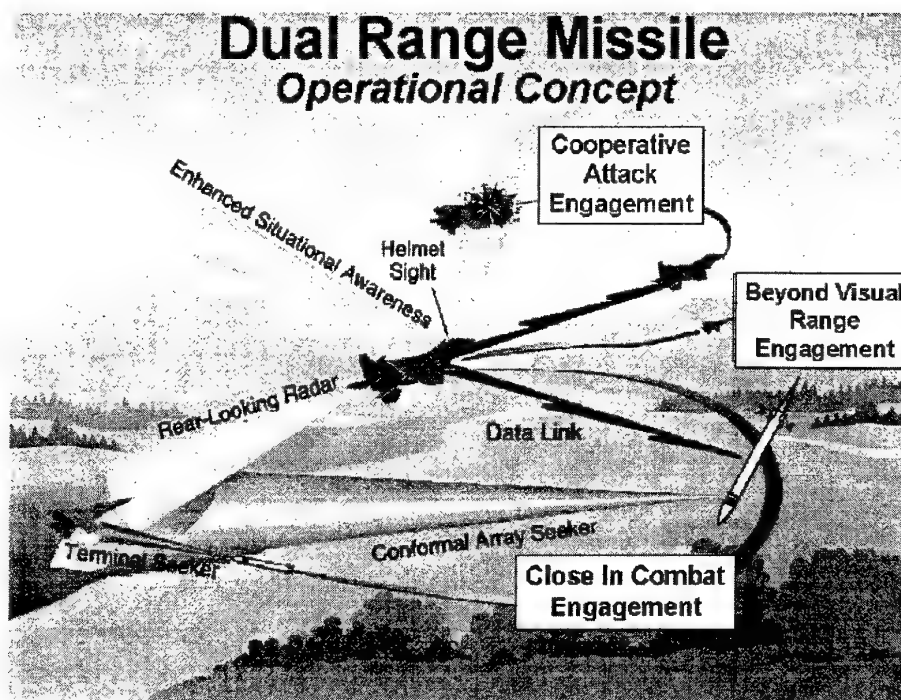 Dual Range Missile
Operational Concept
Cooperative
Attack
Engagement
Enhanced Situational Awareness
Helmet
Sight
Beyond Visual
Range
Engagement
Rear-Looking Radar
Data Link
Conformal Array Seeker
Terminal Seeker
Close In Combat
Engagement